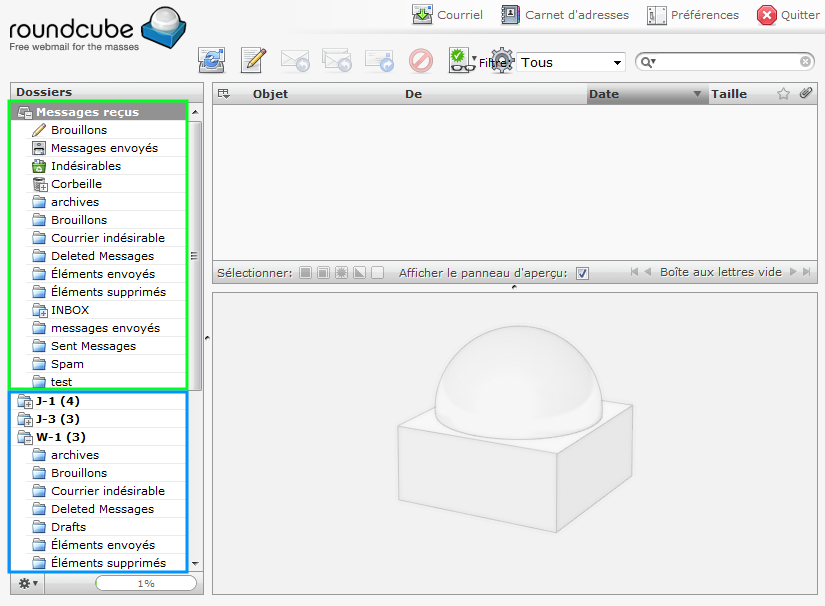 roundcube
Free webmail for the masses
Courriel Carnet d'adresses Préférences Quitter
Filtre: Tous
Dossiers
Messages reçus
Brouillons
Messages envoyés
Indésirables
Corbeille
archives
Brouillons
Courrier indésirable
Deleted Messages
Éléments envoyés
Éléments supprimés
INBOX
messages envoyés
Sent Messages
Spam
test
J-1 (4)
J-3 (3)
W-1 (3)
archives
Brouillons
Courrier indésirable
Deleted Messages
Drafts
Éléments envoyés
Éléments supprimés
1%
Objet De Date Taille
Sélectionner: Afficher le panneau d'aperçu: Boîte aux lettres vide